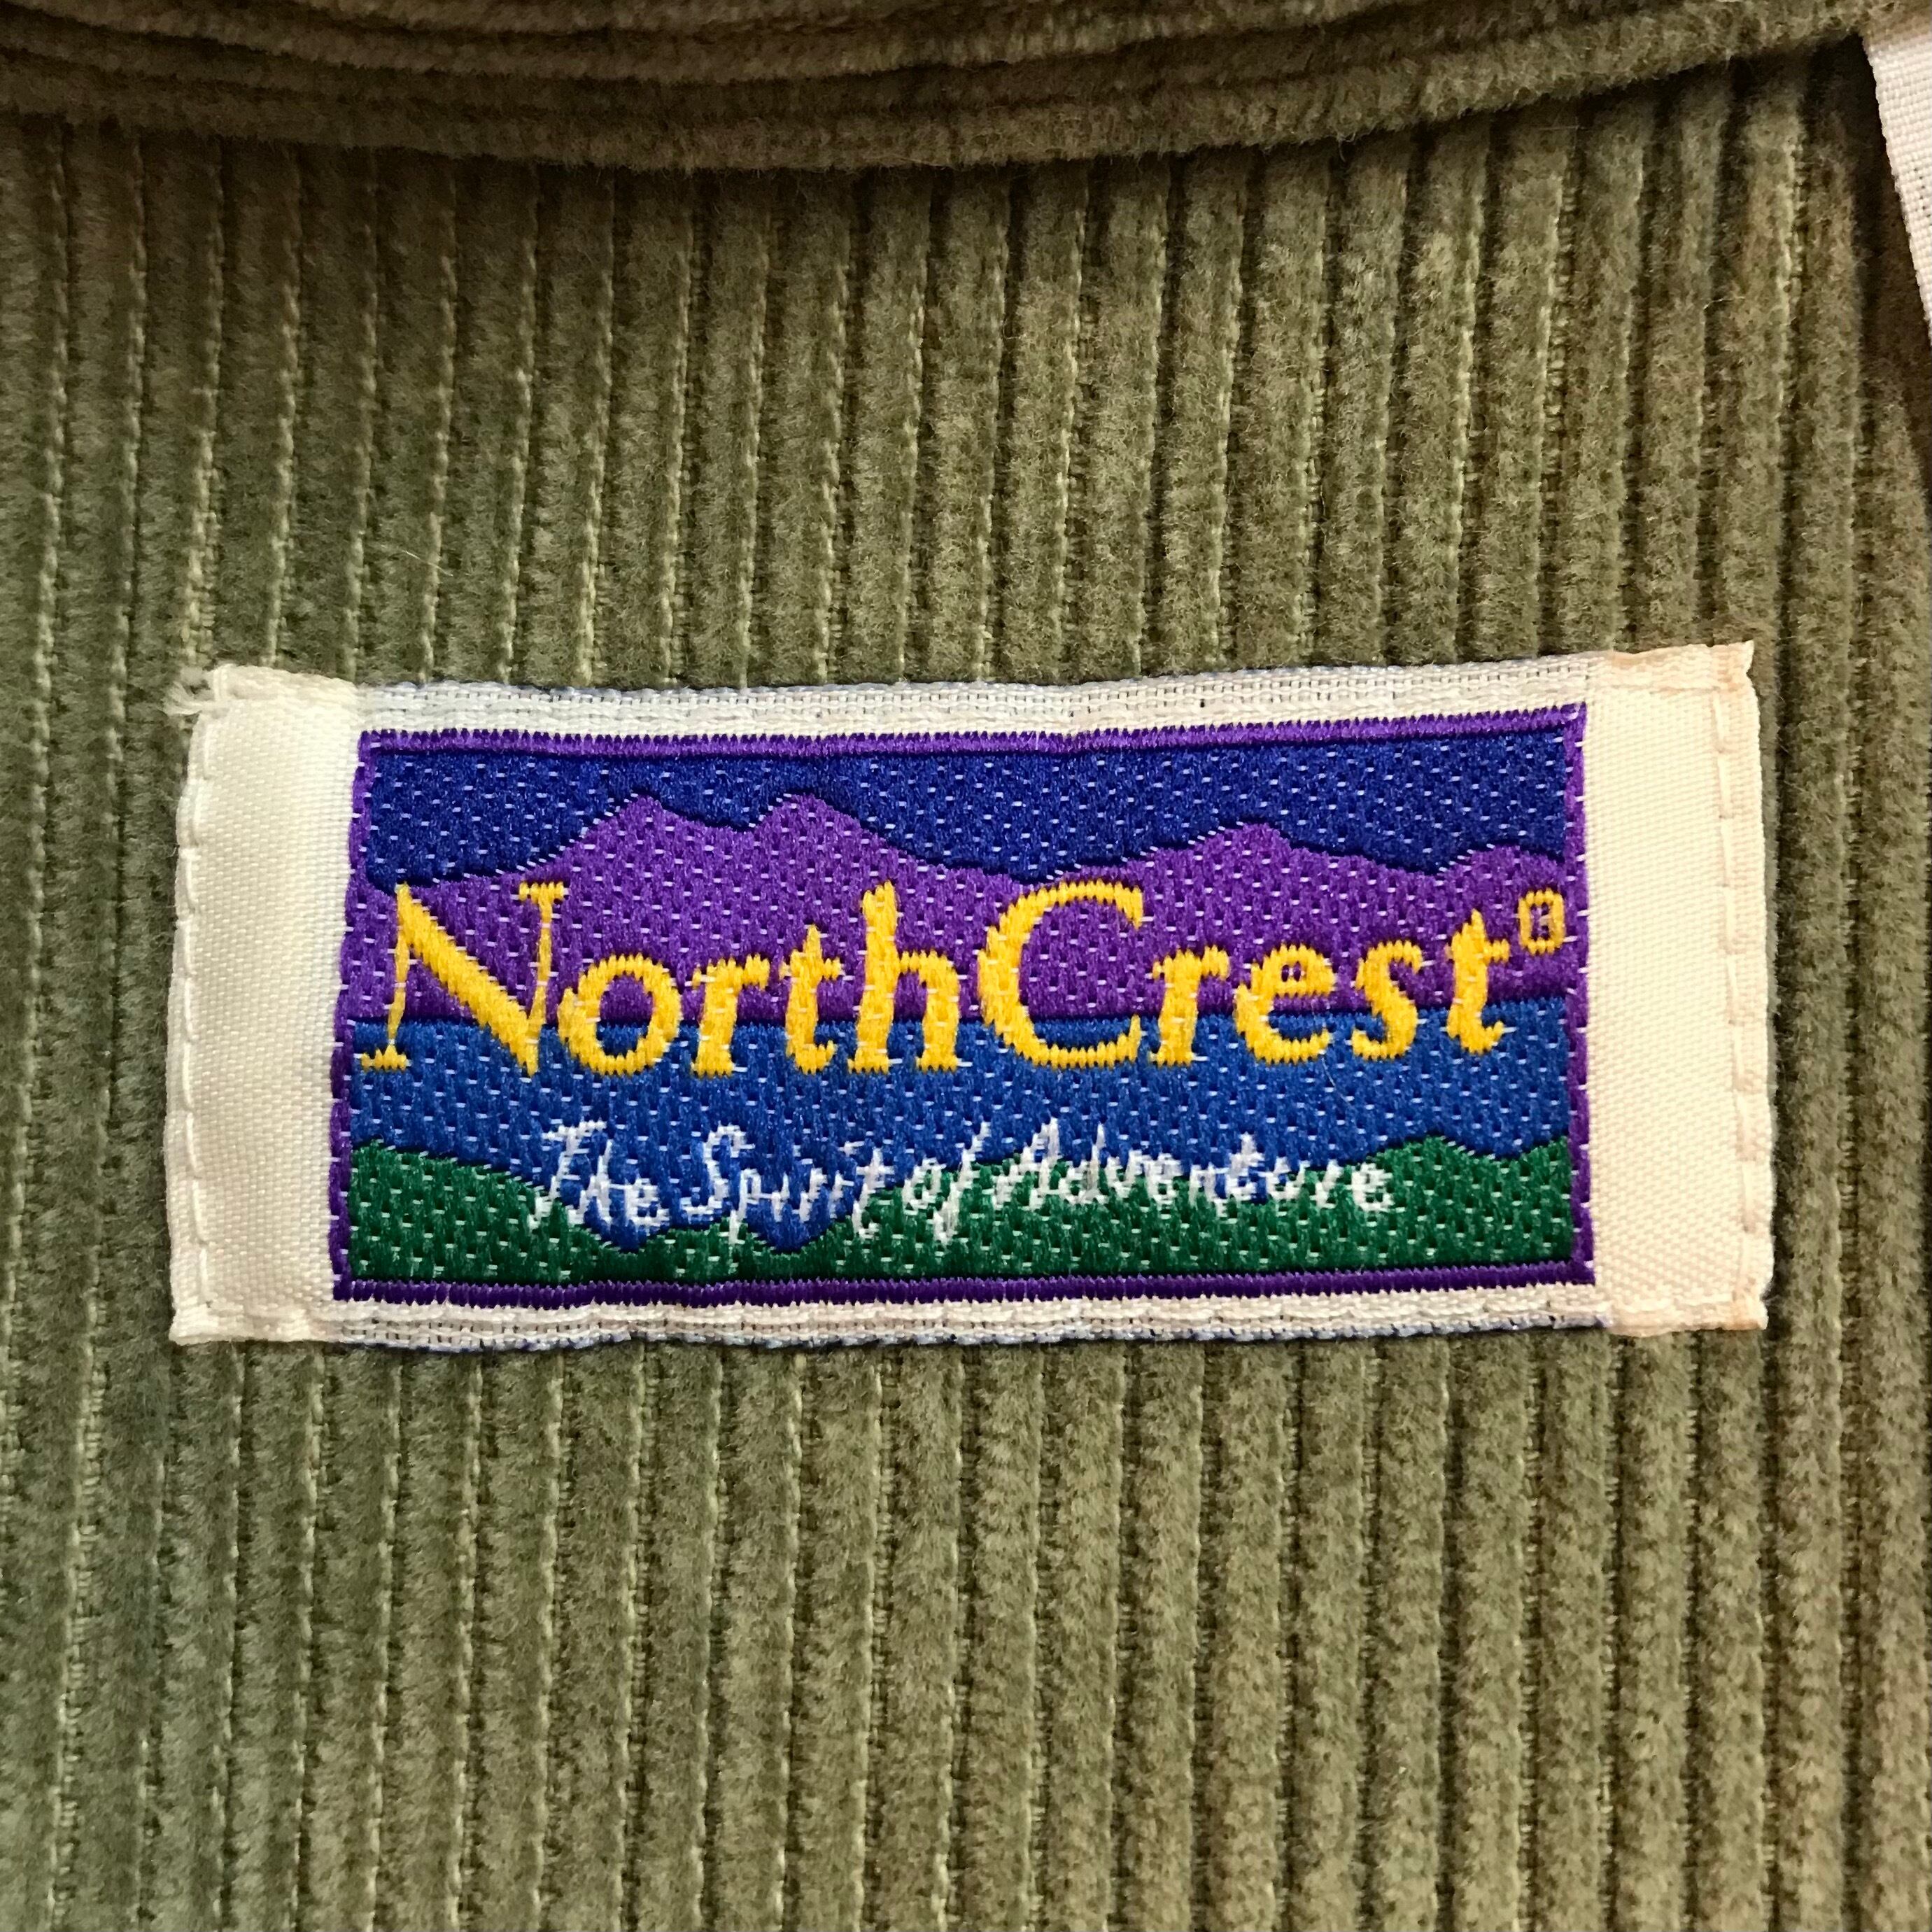 NorthCrest®
The Spirit of Adventure